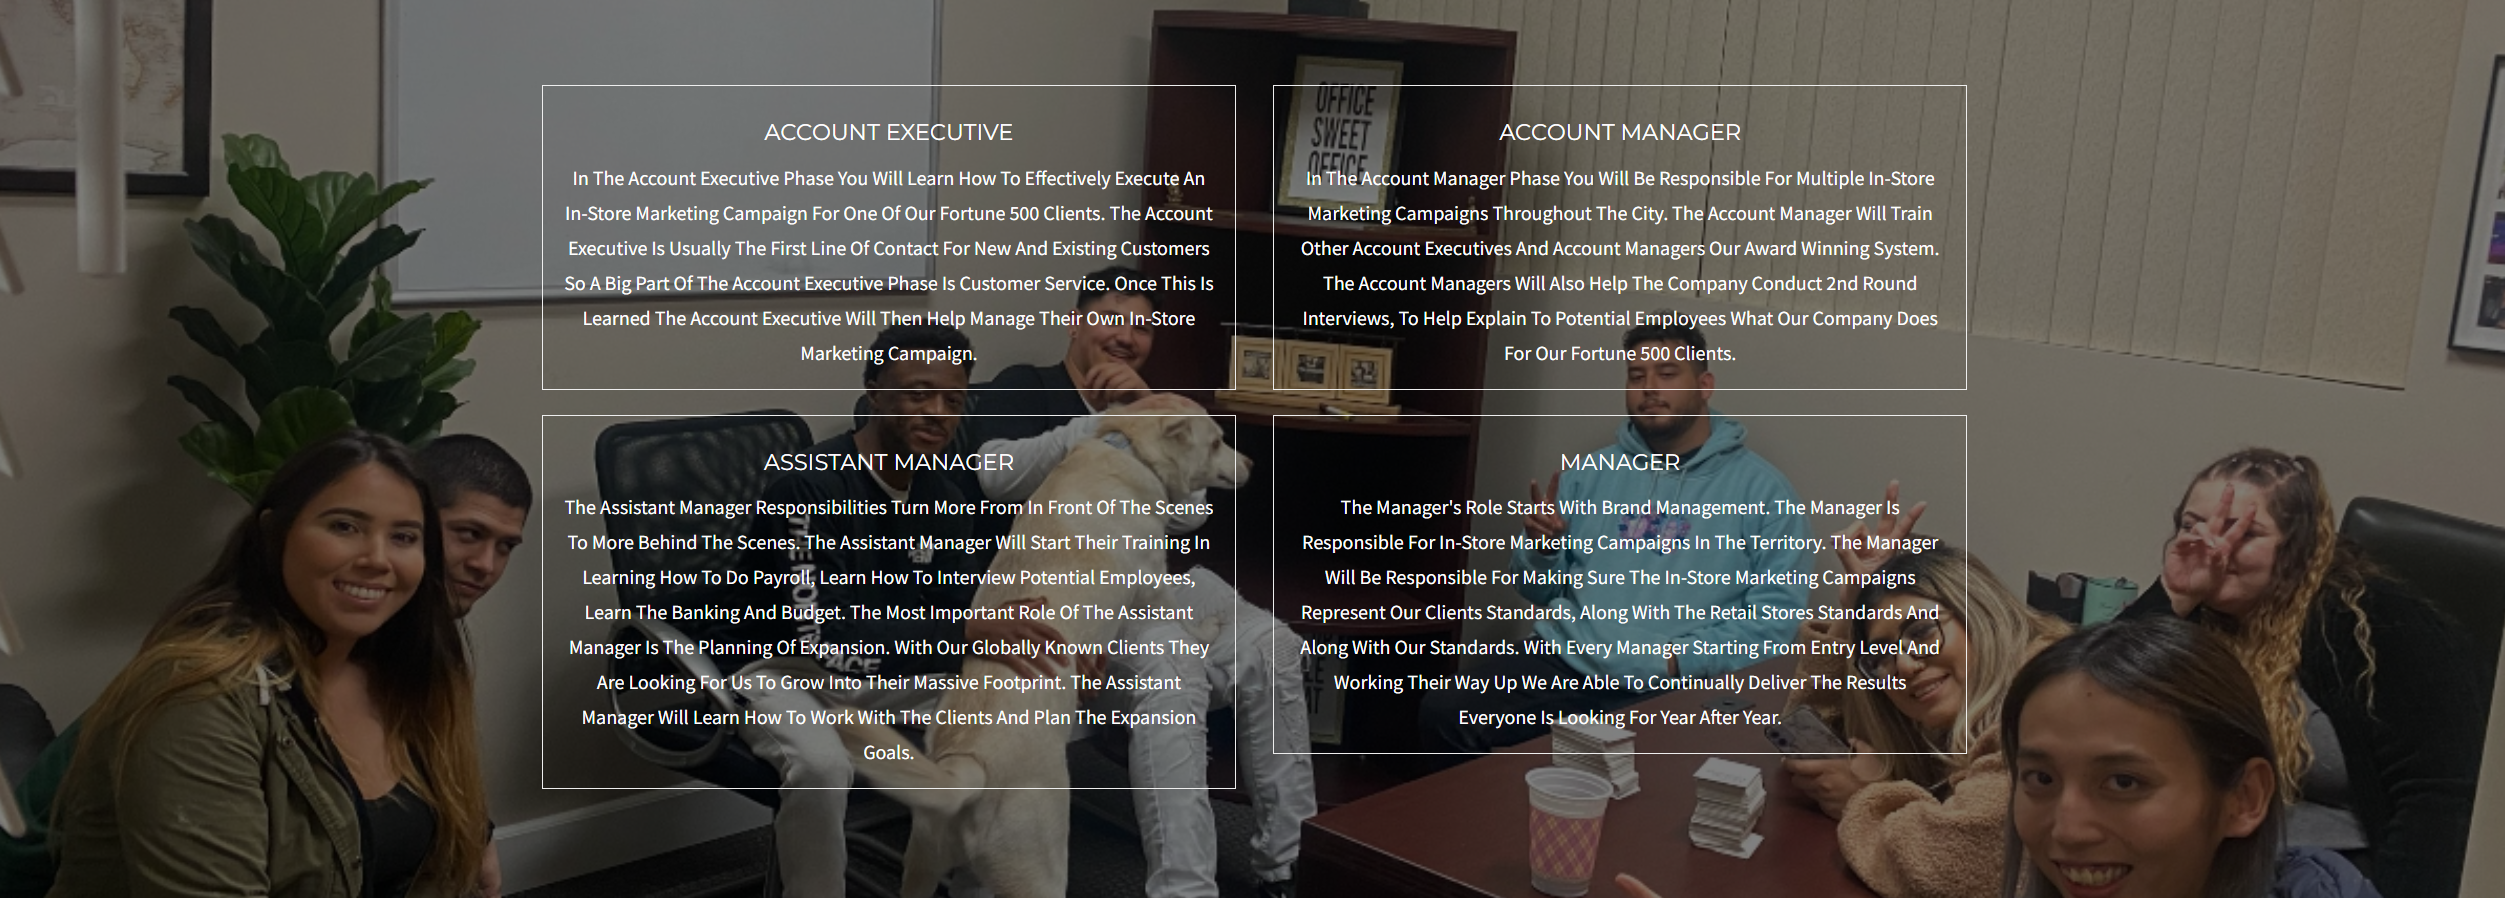 OFFICE
SWEET
OFFICE
ACCOUNT EXECUTIVE
In The Account Executive Phase You Will Learn How To Effectively Execute An
In-Store Marketing Campaign For One Of Our Fortune 500 Clients. The Account
Executive Is Usually The First Line Of Contact For New And Existing Customers
So A Big Part Of The Account Executive Phase Is Customer Service. Once This Is
Learned The Account Executive Will Then Help Manage Their Own In-Store
Marketing Campaign.
ACCOUNT MANAGER
In The Account Manager Phase You Will Be Responsible For Multiple In-Store
Marketing Campaigns Throughout The City. The Account Manager Will Train
Other Account Executives And Account Managers Our Award Winning System.
The Account Managers Will Also Help The Company Conduct 2nd Round
Interviews, To Help Explain To Potential Employees What Our Company Does
For Our Fortune 500 Clients.
ASSISTANT MANAGER
The Assistant Manager Responsibilities Turn More From In Front Of The Scenes
To More Behind The Scenes. The Assistant Manager Will Start Their Training In
Learning How To Do Payroll, Learn How To Interview Potential Employees,
Learn The Banking And Budget. The Most Important Role Of The Assistant
Manager Is The Planning Of Expansion. With Our Globally Known Clients They
Are Looking For Us To Grow Into Their Massive Footprint. The Assistant
Manager Will Learn How To Work With The Clients And Plan The Expansion
Goals.
MANAGER
The Manager's Role Starts With Brand Management. The Manager Is
Responsible For In-Store Marketing Campaigns In The Territory. The Manager
Will Be Responsible For Making Sure The In-Store Marketing Campaigns
Represent Our Clients Standards, Along With The Retail Stores Standards And
Along With Our Standards. With Every Manager Starting From Entry Level And
Working Their Way Up We Are Able To Continually Deliver The Results
Everyone Is Looking For Year After Year.